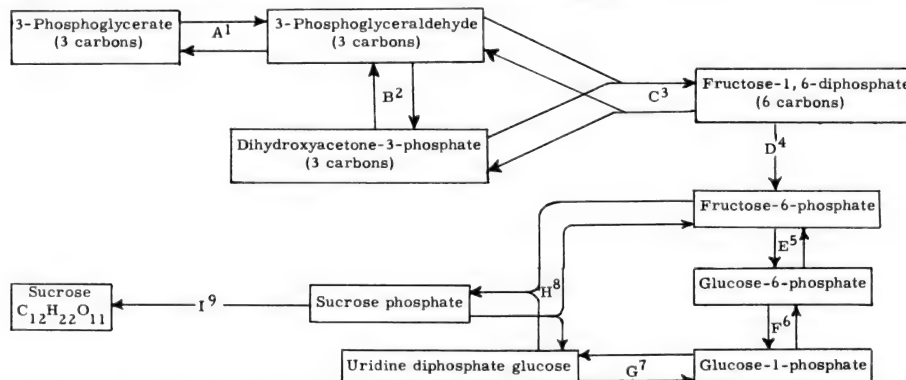 3-Phosphoglycerate
(3 carbons)
A1
3-Phosphoglyceraldehyde
(3 carbons)
B2
Dihydroxyacetone-3-phosphate
(3 carbons)
C3
Fructose-1,6-diphosphate
(6 carbons)
D4
Fructose-6-phosphate
E5
Glucose-6-phosphate
F6
Glucose-1-phosphate
G7
Uridine diphosphate glucose
H8
Sucrose phosphate
I9
Sucrose
C12H22O11